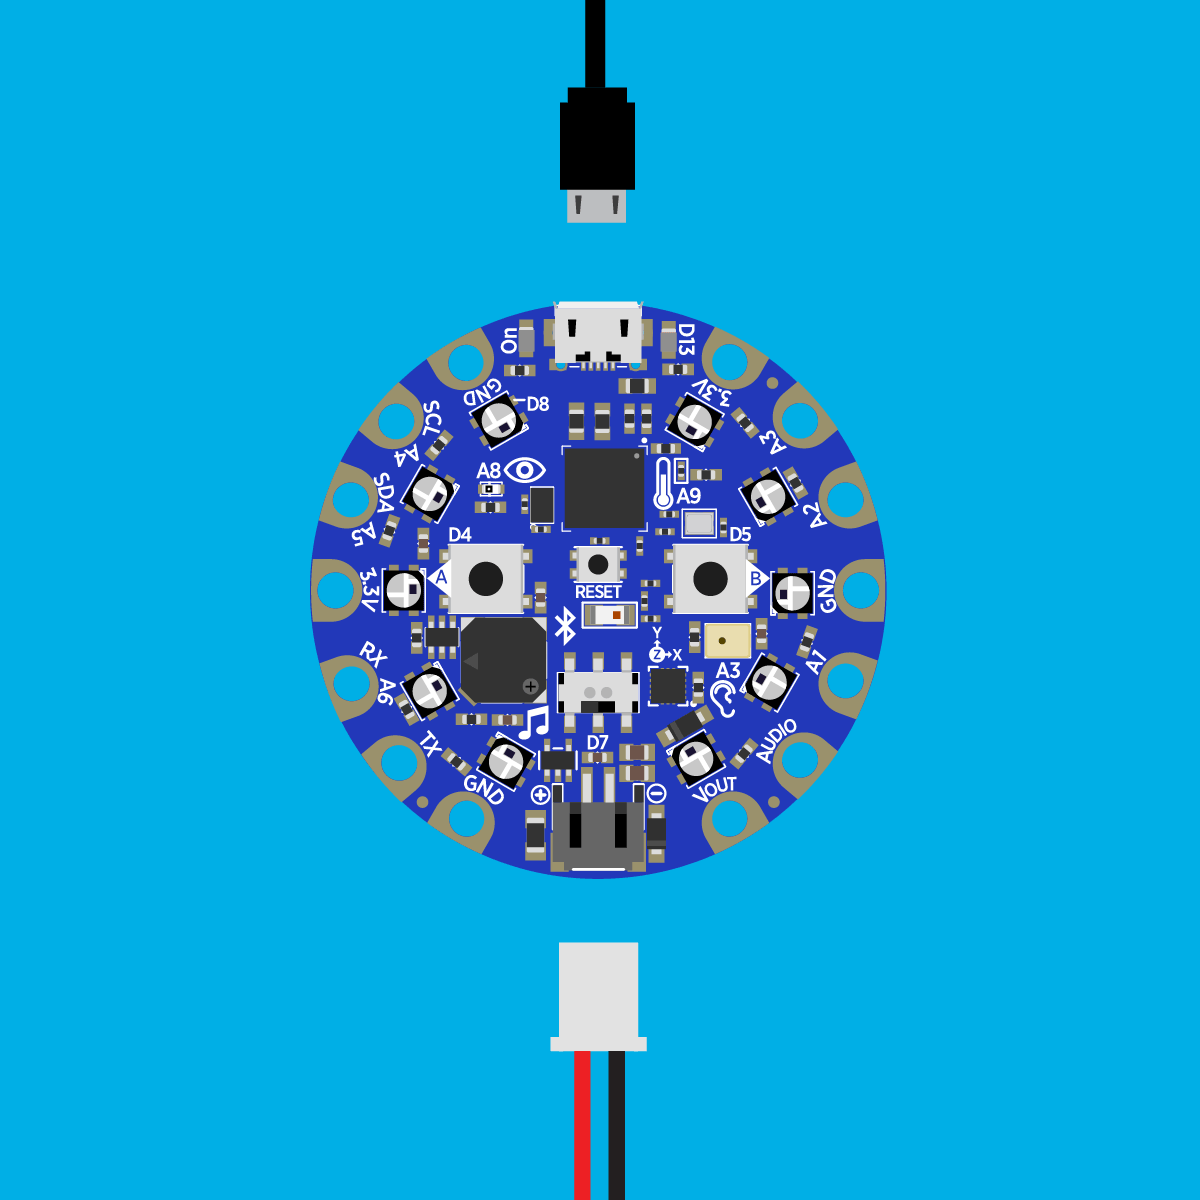 On
D13
GND
D8
3.3V
SCL
A4
A3
A8
A9
SDA
A5
A2
D4
D5
A
B
3.3V
RESET
GND
Y
Z
X
A3
A1
RX
A6
TX
D7
AUDIO
GND
VOUT